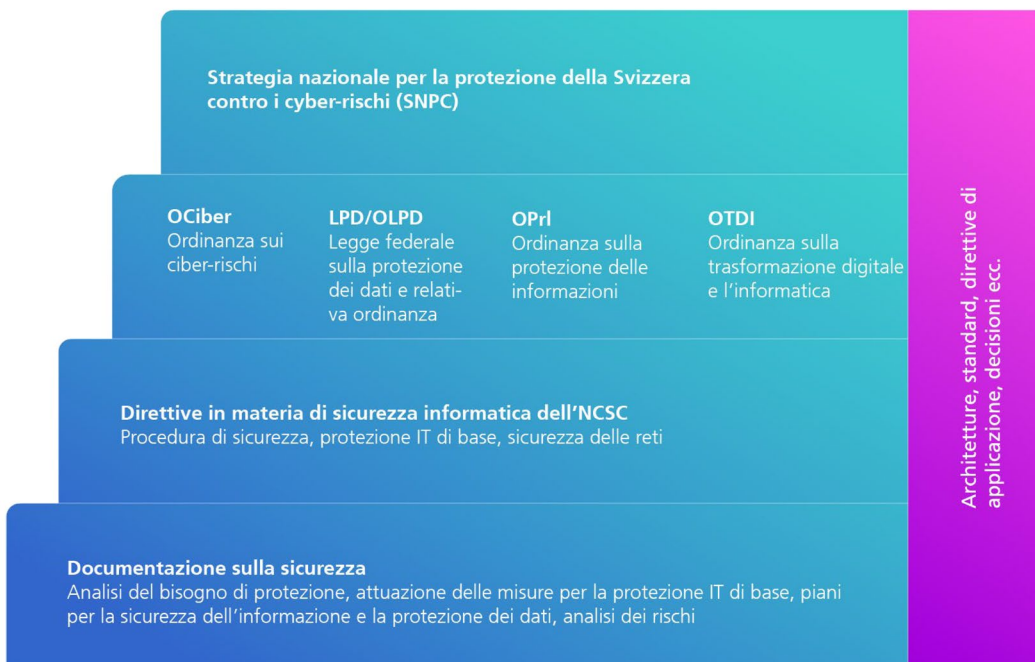 Strategia nazionale per la protezione della Svizzera
contro i cyber-rischi (SNPC)
OCiber
Ordinanza sui
ciber-rischi
LPD/OLPD
Legge federale
sulla protezione
dei dati e relati-
va ordinanza
OPrl
Ordinanza sulla
protezione delle
informazioni
OTDI
Ordinanza sulla
trasformazione digitale
e l’informatica
Direttive in materia di sicurezza informatica dell’NCSC
Procedura di sicurezza, protezione IT di base, sicurezza delle reti
Documentazione sulla sicurezza
Analisi del bisogno di protezione, attuazione delle misure per la protezione IT di base, piani
per la sicurezza dell’informazione e la protezione dei dati, analisi dei rischi
Architetture, standard, direttive di
applicazione, decisioni ecc.